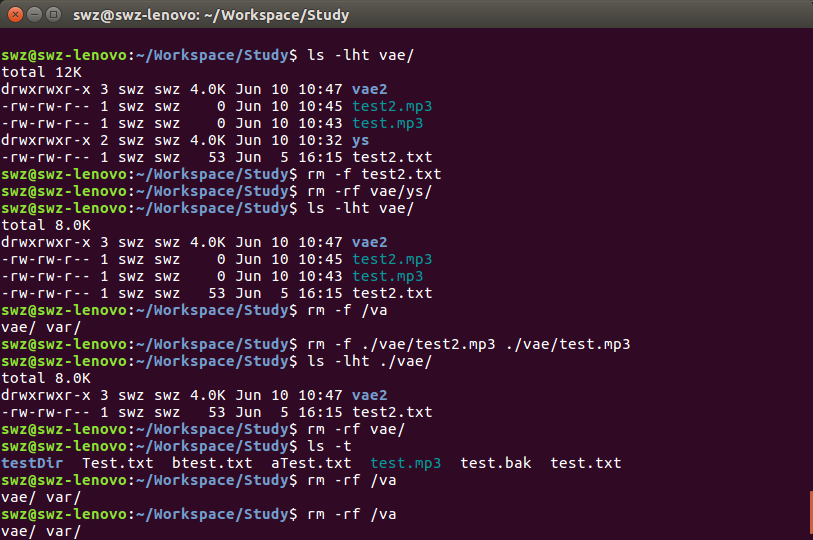 swz@swz-lenovo: ~/Workspace/Study
swz@swz-lenovo:~/Workspace/Study$ ls -lht vae/
total 12K
drwxrwxr-x 3 swz swz 4.0K Jun 10 10:47 vae2
-rw-rw-r-- 1 swz swz    0 Jun 10 10:45 test2.mp3
-rw-rw-r-- 1 swz swz    0 Jun 10 10:43 test.mp3
drwxrwxr-x 2 swz swz 4.0K Jun 10 10:32 ys
-rw-rw-r-- 1 swz swz   53 Jun  5 16:15 test2.txt
swz@swz-lenovo:~/Workspace/Study$ rm -f test2.txt
swz@swz-lenovo:~/Workspace/Study$ rm -rf vae/ys/
swz@swz-lenovo:~/Workspace/Study$ ls -lht vae/
total 8.0K
drwxrwxr-x 3 swz swz 4.0K Jun 10 10:47 vae2
-rw-rw-r-- 1 swz swz    0 Jun 10 10:45 test2.mp3
-rw-rw-r-- 1 swz swz    0 Jun 10 10:43 test.mp3
-rw-rw-r-- 1 swz swz   53 Jun  5 16:15 test2.txt
swz@swz-lenovo:~/Workspace/Study$ rm -f /va
vae/ var/
swz@swz-lenovo:~/Workspace/Study$ rm -f ./vae/test2.mp3 ./vae/test.mp3
swz@swz-lenovo:~/Workspace/Study$ ls -lht ./vae/
total 8.0K
drwxrwxr-x 3 swz swz 4.0K Jun 10 10:47 vae2
-rw-rw-r-- 1 swz swz   53 Jun  5 16:15 test2.txt
swz@swz-lenovo:~/Workspace/Study$ rm -rf vae/
swz@swz-lenovo:~/Workspace/Study$ ls -t
testDir  Test.txt  btest.txt  aTest.txt  test.mp3  test.bak  test.txt
swz@swz-lenovo:~/Workspace/Study$ rm -rf /va
vae/ var/
swz@swz-lenovo:~/Workspace/Study$ rm -rf /va
vae/ var/